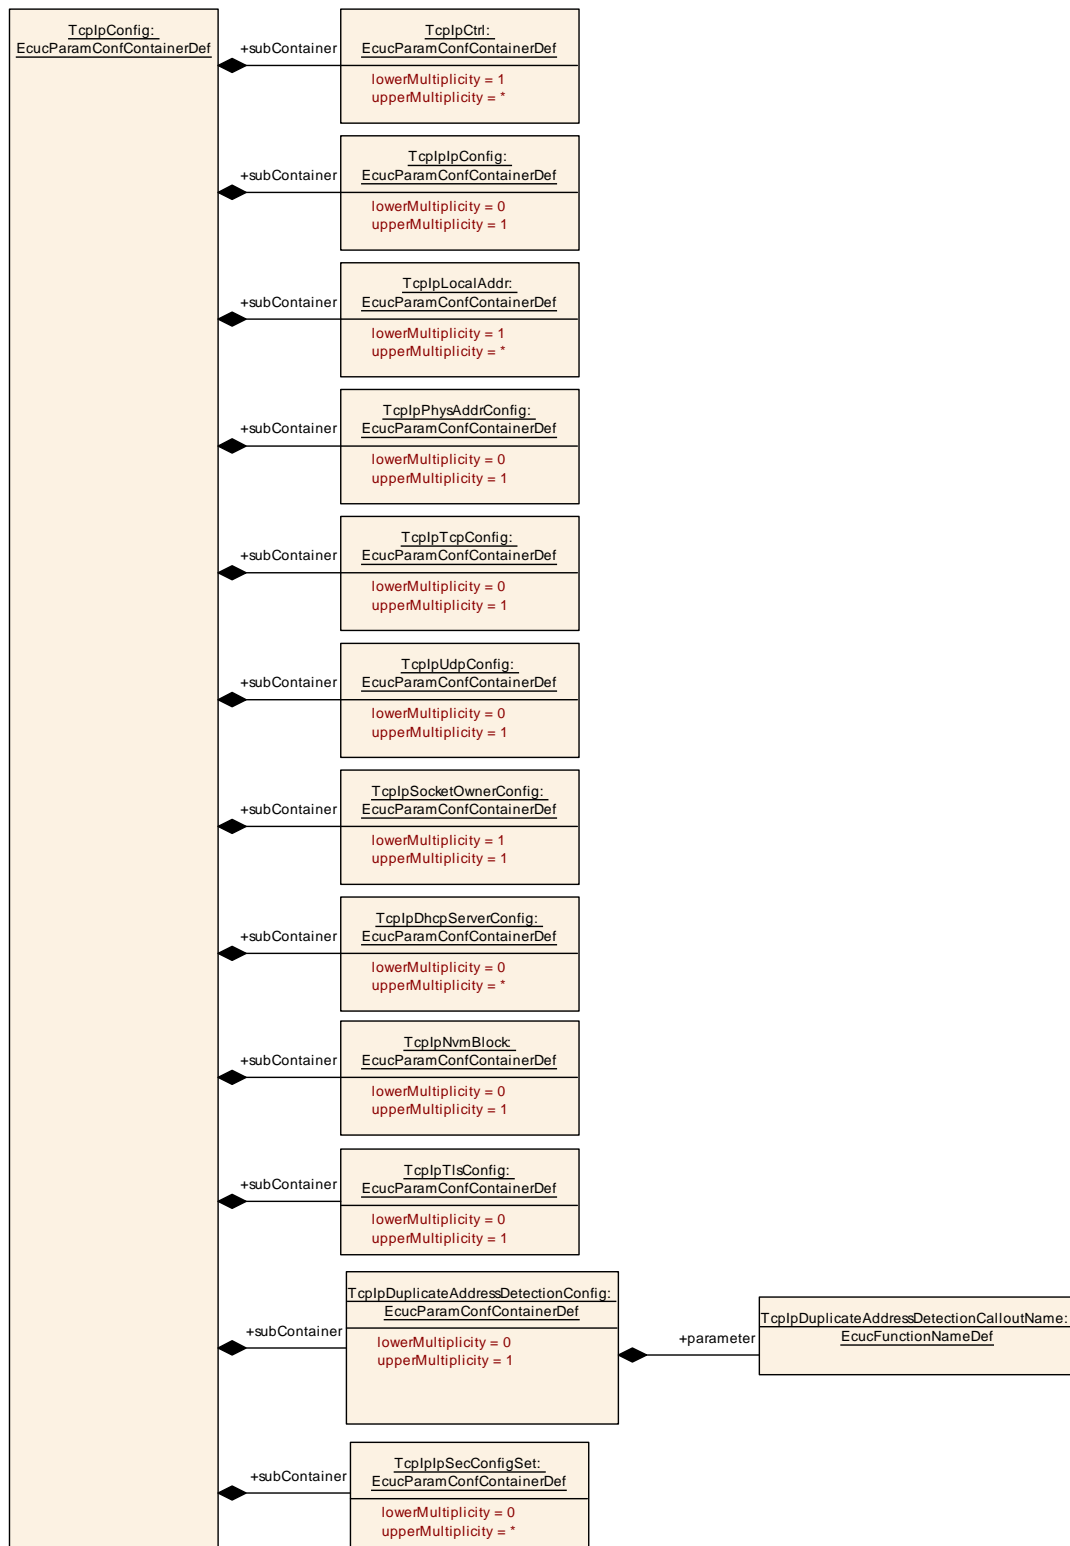 TcpIpConfig:
EcucParamConfContainerDef
+subContainer
TcpIpCtrl:
EcucParamConfContainerDef
lowerMultiplicity = 1
upperMultiplicity = *
+subContainer
TcpIpIpConfig:
EcucParamConfContainerDef
lowerMultiplicity = 0
upperMultiplicity = 1
+subContainer
TcpIpLocalAddr:
EcucParamConfContainerDef
lowerMultiplicity = 1
upperMultiplicity = *
+subContainer
TcpIpPhysAddrConfig:
EcucParamConfContainerDef
lowerMultiplicity = 0
upperMultiplicity = 1
+subContainer
TcpIpTcpConfig:
EcucParamConfContainerDef
lowerMultiplicity = 0
upperMultiplicity = 1
+subContainer
TcpIpUdpConfig:
EcucParamConfContainerDef
lowerMultiplicity = 0
upperMultiplicity = 1
+subContainer
TcpIpSocketOwnerConfig:
EcucParamConfContainerDef
lowerMultiplicity = 1
upperMultiplicity = 1
+subContainer
TcpIpDhcpServerConfig:
EcucParamConfContainerDef
lowerMultiplicity = 0
upperMultiplicity = *
+subContainer
TcpIpNvmBlock:
EcucParamConfContainerDef
lowerMultiplicity = 0
upperMultiplicity = 1
+subContainer
TcpIpTlsConfig:
EcucParamConfContainerDef
lowerMultiplicity = 0
upperMultiplicity = 1
+subContainer
TcpIpDuplicateAddressDetectionConfig:
EcucParamConfContainerDef
lowerMultiplicity = 0
upperMultiplicity = 1
+parameter
TcpIpDuplicateAddressDetectionCalloutName:
EcucFunctionNameDef
+subContainer
TcpIpIpSecConfigSet:
EcucParamConfContainerDef
lowerMultiplicity = 0
upperMultiplicity = *